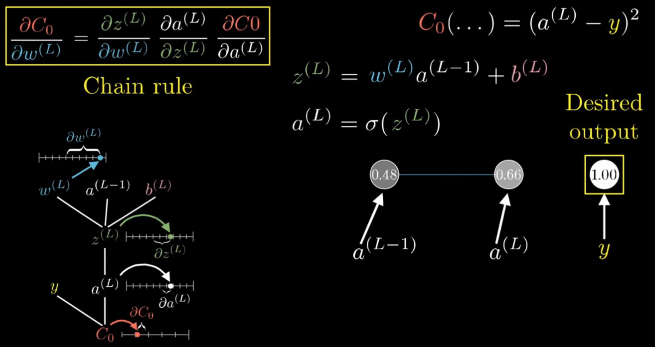 ∂C₀/∂w⁽ᴸ⁾ = ∂z⁽ᴸ⁾/∂w⁽ᴸ⁾ ∂a⁽ᴸ⁾/∂z⁽ᴸ⁾ ∂C0/∂a⁽ᴸ⁾
Chain rule
C₀(...) = (a⁽ᴸ⁾ − y)²
z⁽ᴸ⁾ = w⁽ᴸ⁾a⁽ᴸ⁻¹⁾ + b⁽ᴸ⁾
a⁽ᴸ⁾ = σ(z⁽ᴸ⁾)
Desired
output
0.48
0.66
1.00
a⁽ᴸ⁻¹⁾
a⁽ᴸ⁾
y
∂w⁽ᴸ⁾
w⁽ᴸ⁾ a⁽ᴸ⁻¹⁾ b⁽ᴸ⁾
z⁽ᴸ⁾
∂z⁽ᴸ⁾
y a⁽ᴸ⁾
∂a⁽ᴸ⁾
∂C₀
C₀